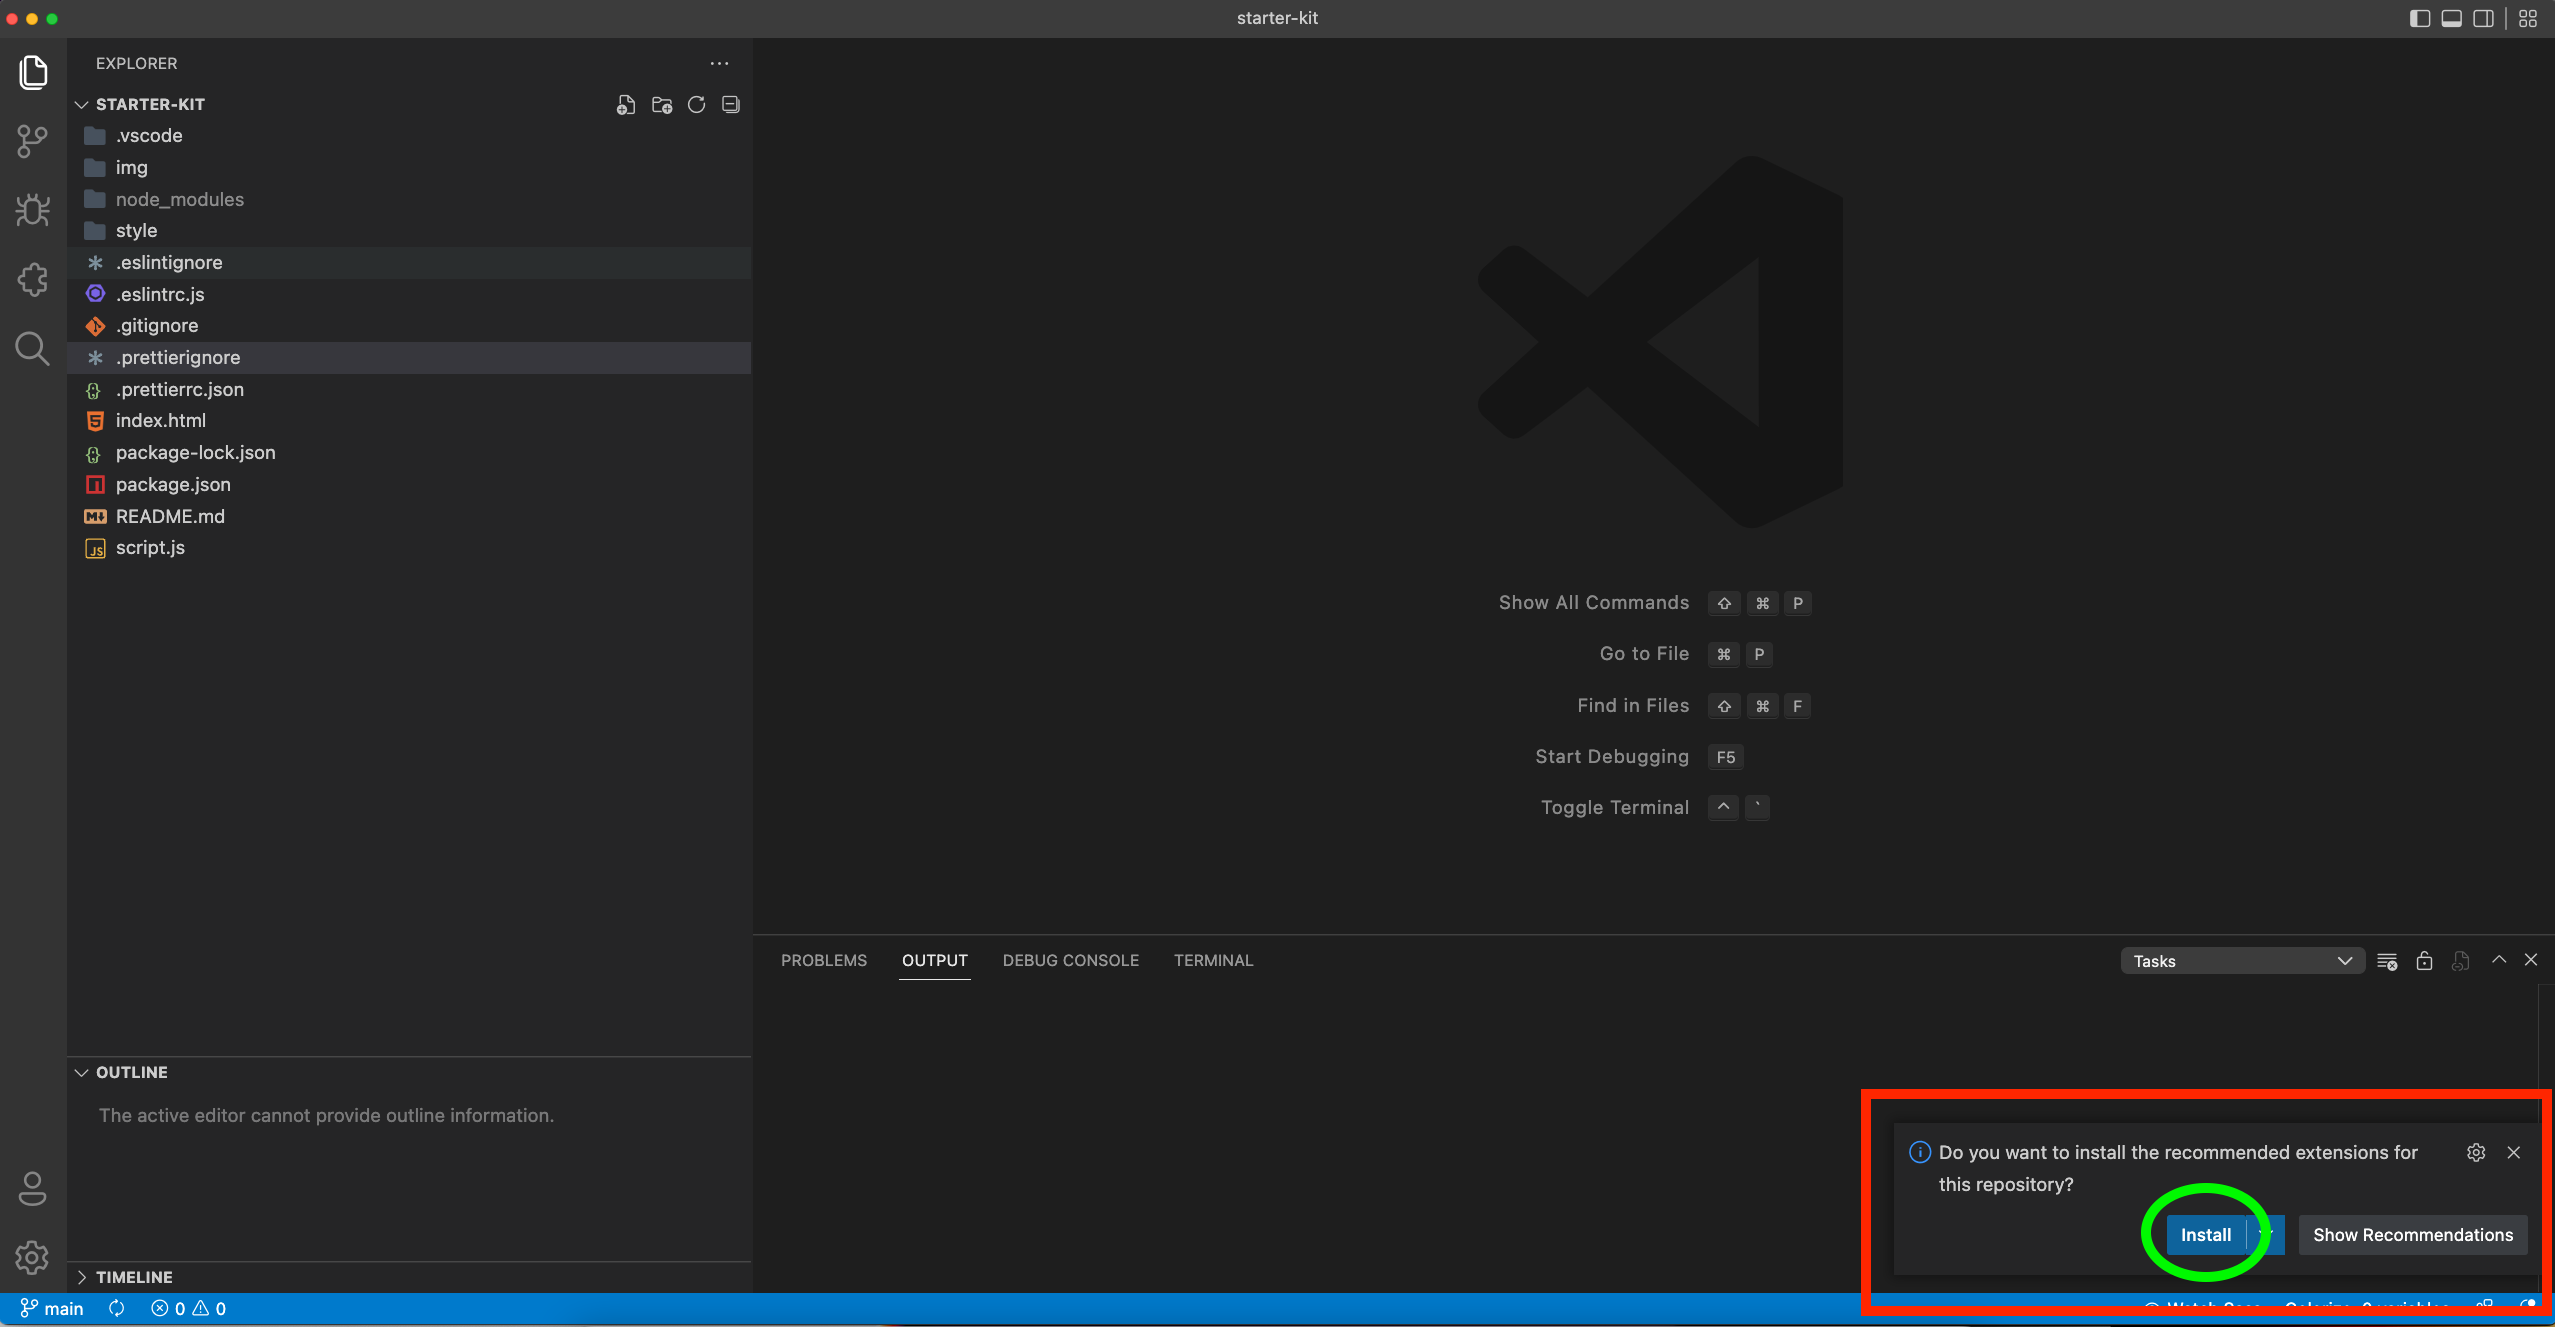 starter-kit
EXPLORER
STARTER-KIT
.vscode
img
node_modules
style
.eslintignore
.eslintrc.js
.gitignore
.prettierignore
.prettierrc.json
index.html
package-lock.json
package.json
README.md
script.js
Show All Commands ⇧ ⌘ P
Go to File ⌘ P
Find in Files ⇧ ⌘ F
Start Debugging F5
Toggle Terminal ^ `
PROBLEMS OUTPUT DEBUG CONSOLE TERMINAL
Tasks
OUTLINE
The active editor cannot provide outline information.
TIMELINE
Do you want to install the recommended extensions for
this repository?
Install Show Recommendations
main 0 0